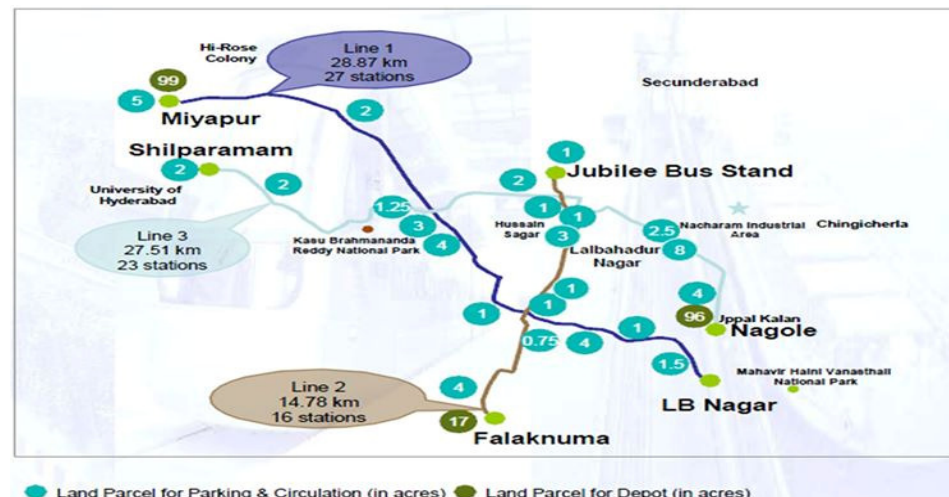 Hi-Rose
Colony
Line 1
28.87 km
27 stations
Secunderabad
99
5
2
Miyapur
Shilparamam
2
University of
Hyderabad
2
1
Jubilee Bus Stand
2
1.25
3
4
1
1
Hussain
Sagar
3
Lalbahadur
Nagar
2.5
8
Nacharam Industrial
Area
Chingicherla
Line 3
27.51 km
23 stations
Kasu Brahmananda
Reddy National Park
4
96
Jppal Kalan
Nagole
1
1
1
0.75
4
1
1.5
Mahavir Haini Vanasthali
National Park
LB Nagar
Line 2
14.78 km
16 stations
4
17
Falaknuma
Land Parcel for Parking & Circulation (in acres)
Land Parcel for Depot (in acres)